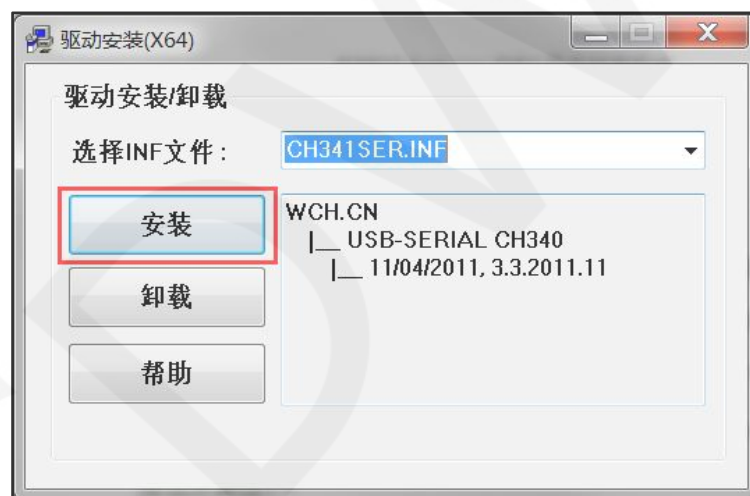 驱动安装(X64)
驱动安装/卸载
选择INF文件：
CH341SER.INF
安装
卸载
帮助
WCH.CN
|__ USB-SERIAL CH340
|__ 11/04/2011, 3.3.2011.11